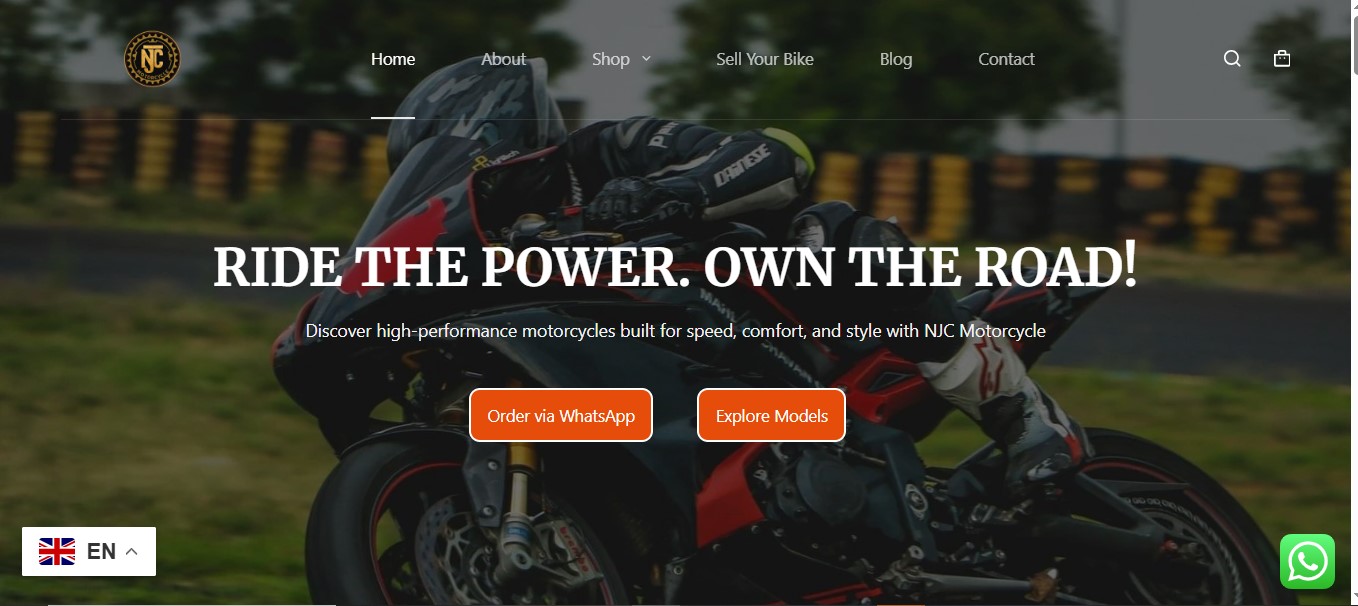 NJC
Home
About
Shop
Sell Your Bike
Blog
Contact
DAINESE
RIDE THE POWER. OWN THE ROAD!
Discover high-performance motorcycles built for speed, comfort, and style with NJC Motorcycle
Order via WhatsApp
Explore Models
EN